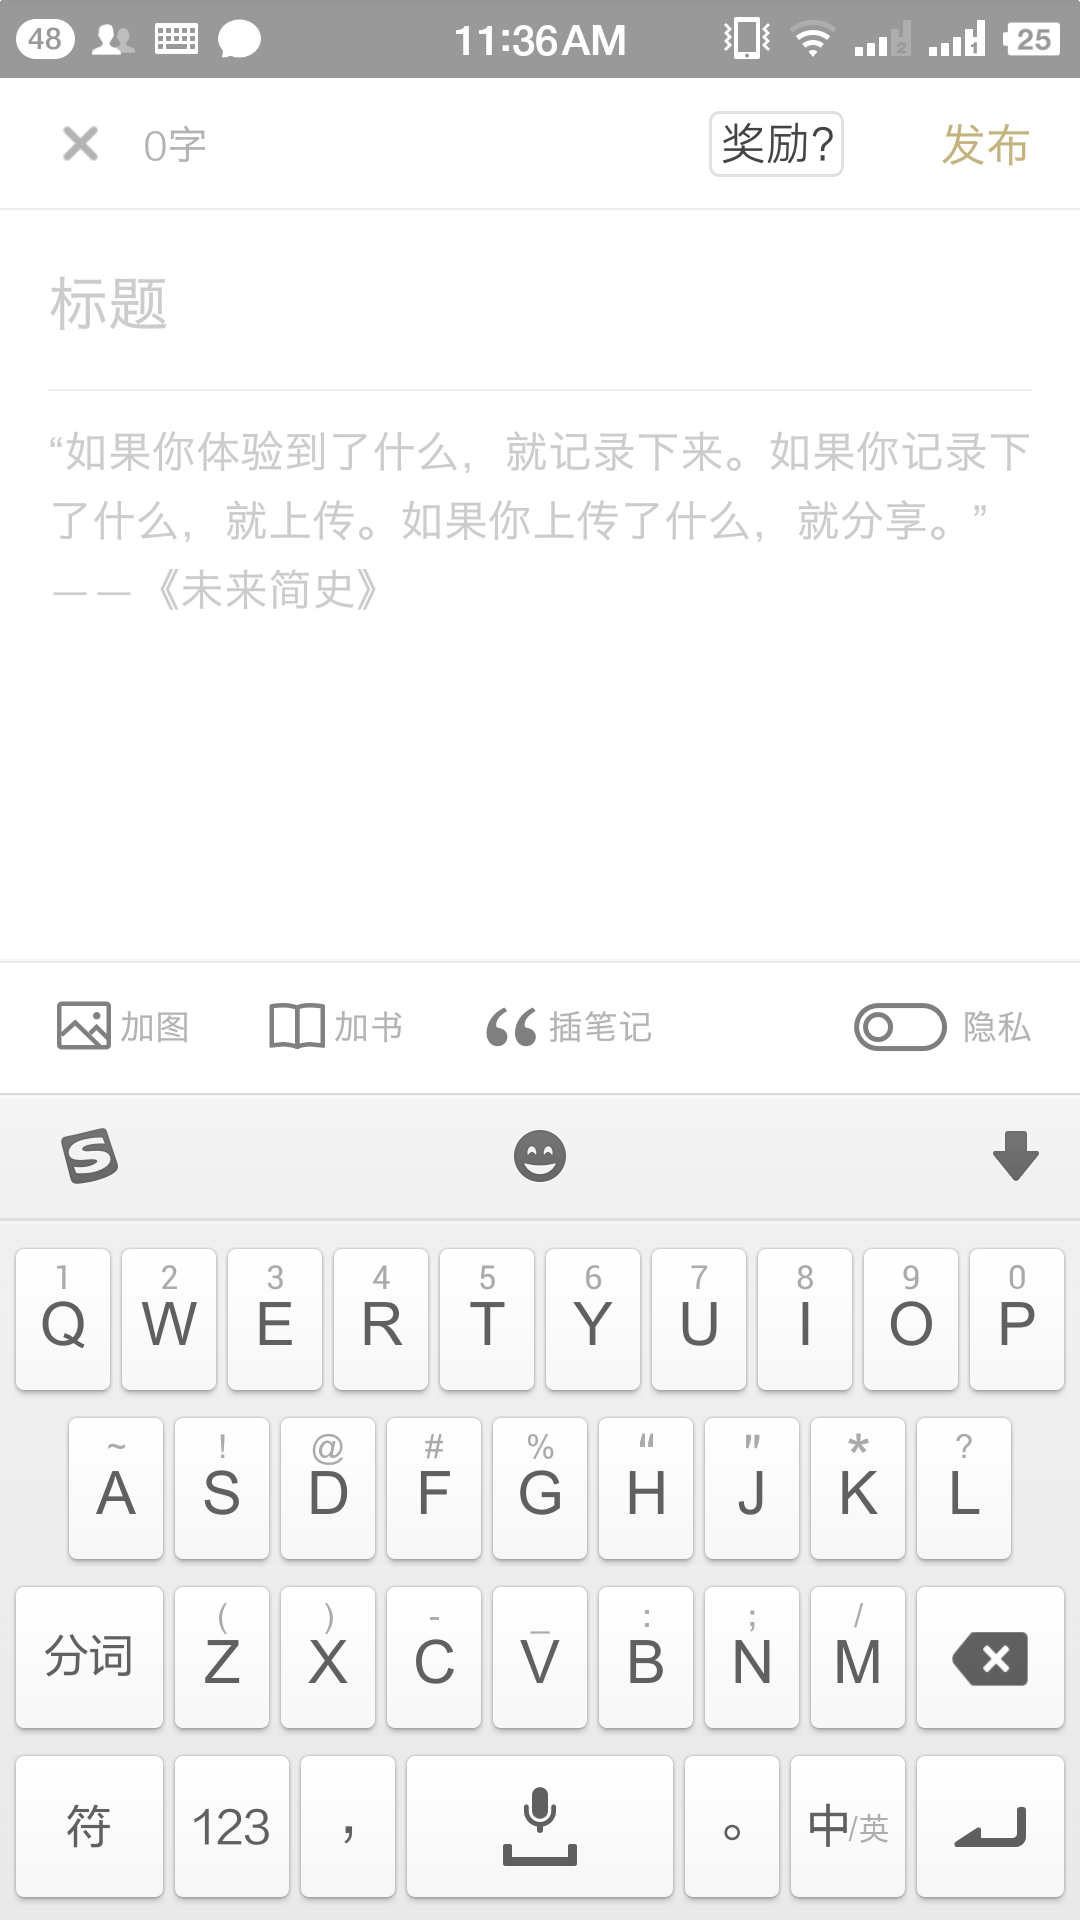 48 11:36AM 2 1 25
0字 奖励? 发布
标题
“如果你体验到了什么，就记录下来。如果你记录下
了什么，就上传。如果你上传了什么，就分享。”
——《未来简史》
加图 加书 插笔记 隐私
S
1 2 3 4 5 6 7 8 9 0
Q W E R T Y U I O P
~ ! @ # % “ " * ?
A S D F G H J K L
( ) - _ : ; /
分词 Z X C V B N M
符 123 ， 。 中/英